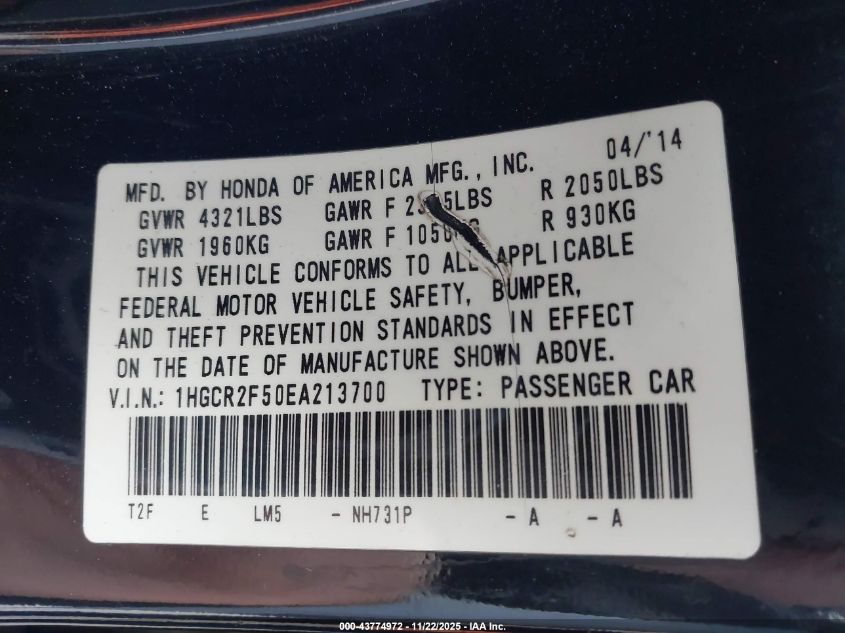 04/'14
MFD. BY HONDA OF AMERICA MFG., INC.
GVWR 4321LBS GAWR F R 2050LBS
GVWR 1960KG GAWR F R 930KG
THIS VEHICLE CONFORMS TO ALL APPLICABLE
FEDERAL MOTOR VEHICLE SAFETY, BUMPER,
AND THEFT PREVENTION STANDARDS IN EFFECT
ON THE DATE OF MANUFACTURE SHOWN ABOVE.
V.I.N.: 1HGCR2F50EA213700 TYPE: PASSENGER CAR
T2F E LM5 - NH731P - A - A
000-43774972 - 11/22/2025 - IAA, Inc.